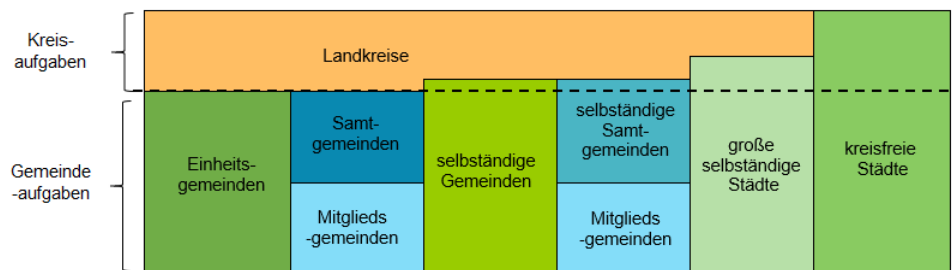 Kreis-
aufgaben
Landkreise
Gemeinde
-aufgaben
Einheits-
gemeinden
Samt-
gemeinden
Mitglieds
-gemeinden
selbständige
Gemeinden
selbständige
Samt-
gemeinden
Mitglieds
-gemeinden
große
selbständige
Städte
kreisfreie
Städte